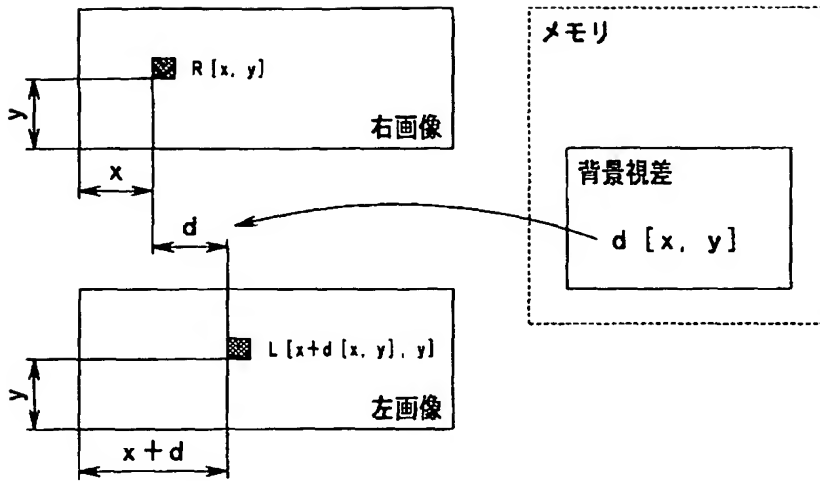 R [x, y]
y
右画像
x
d
L [x+d [x, y], y]
y
左画像
x + d
メモリ
背景視差
d [x, y]